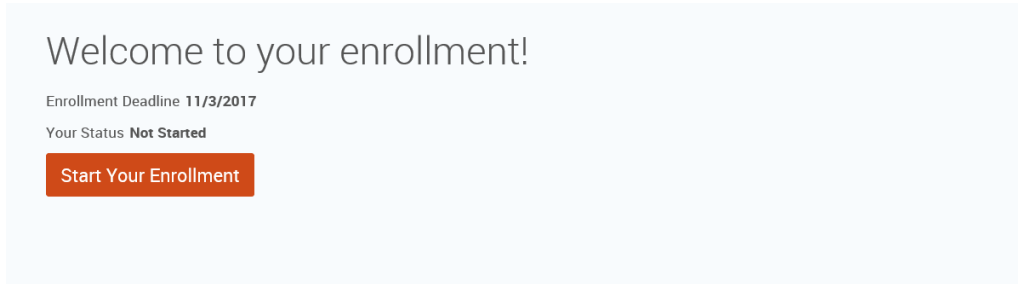 Welcome to your enrollment!
Enrollment Deadline 11/3/2017
Your Status Not Started
Start Your Enrollment